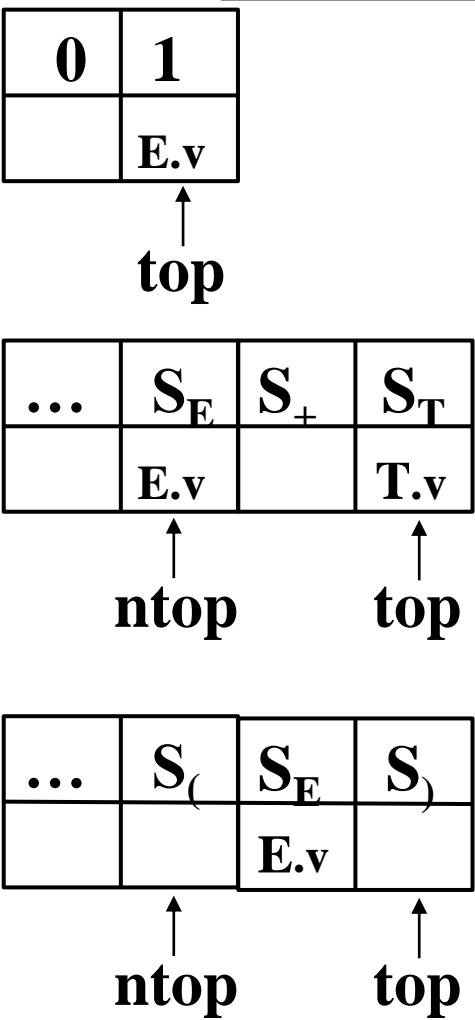 0 1
E.v
top
... S_E S_+ S_T
E.v T.v
ntop top
... S_( S_E S_)
E.v
ntop top